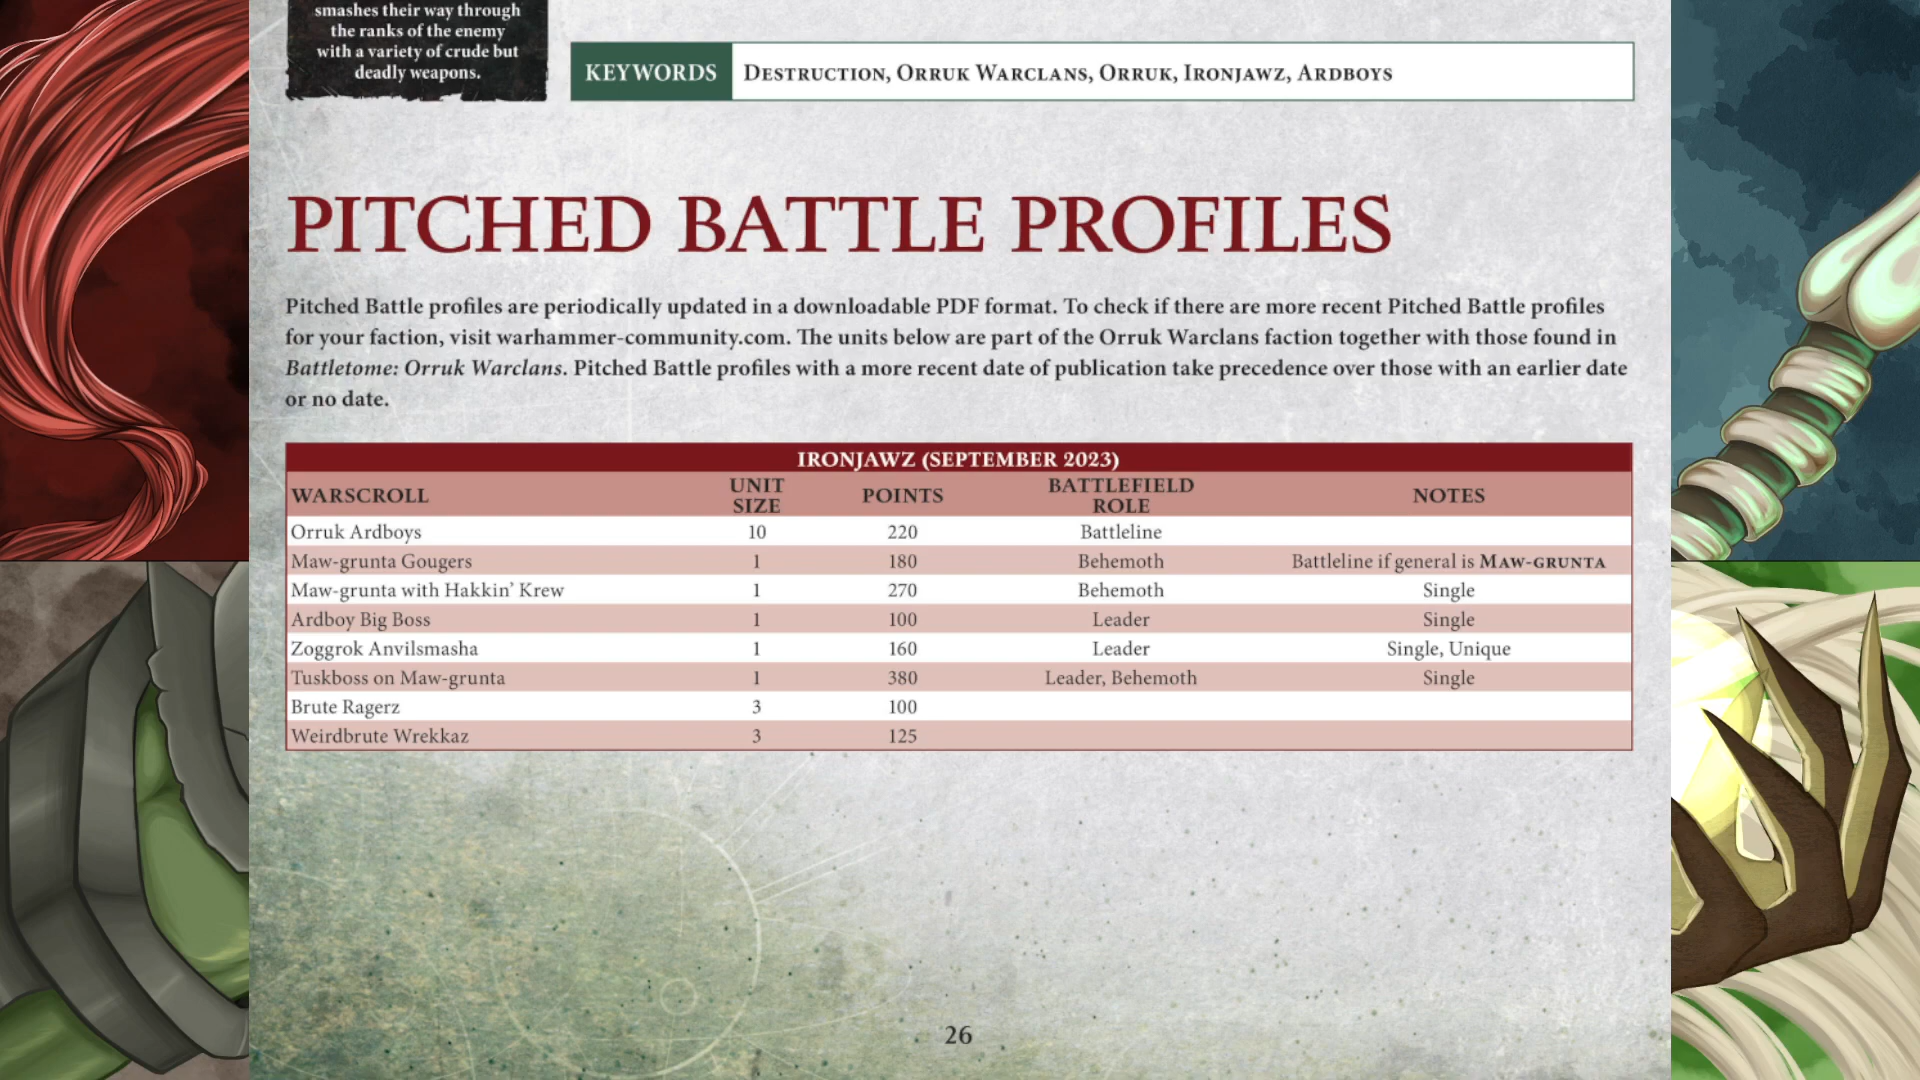 smashes their way through
the ranks of the enemy
with a variety of crude but
deadly weapons.
KEYWORDS DESTRUCTION, ORRUK WARCLANS, ORRUK, IRONJAWZ, ARDBOYS
PITCHED BATTLE PROFILES
Pitched Battle profiles are periodically updated in a downloadable PDF format. To check if there are more recent Pitched Battle profiles
for your faction, visit warhammer-community.com. The units below are part of the Orruk Warclans faction together with those found in
Battletome: Orruk Warclans. Pitched Battle profiles with a more recent date of publication take precedence over those with an earlier date
or no date.
IRONJAWZ (SEPTEMBER 2023)
WARSCROLL UNIT SIZE POINTS BATTLEFIELD ROLE NOTES
Orruk Ardboys 10 220 Battleline
Maw-grunta Gougers 1 180 Behemoth Battleline if general is MAW-GRUNTA
Maw-grunta with Hakkin' Krew 1 270 Behemoth Single
Ardboy Big Boss 1 100 Leader Single
Zoggrok Anvilsmasha 1 160 Leader Single, Unique
Tuskboss on Maw-grunta 1 380 Leader, Behemoth Single
Brute Ragerz 3 100
Weirdbrute Wrekkaz 3 125
26